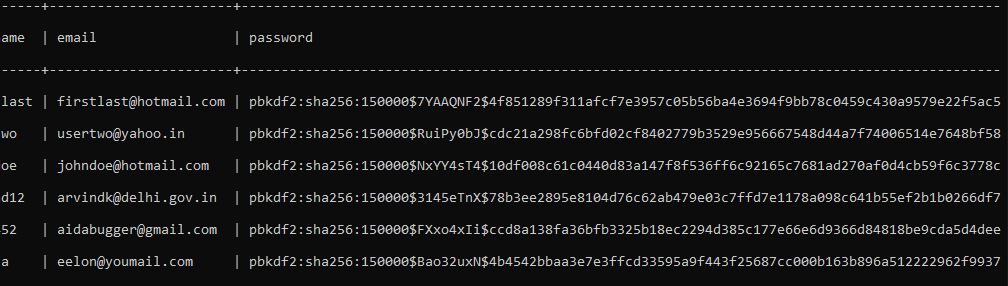 -----+-----------------------+-----------------------------------------------------------------------------------------------
ame | email | password
-----+-----------------------+-----------------------------------------------------------------------------------------------
last | firstlast@hotmail.com | pbkdf2:sha256:150000$7YAAQNF2$4f851289f311afcf7e3957c05b56ba4e3694f9bb78c0459c430a9579e22f5ac5
wo | usertwo@yahoo.in | pbkdf2:sha256:150000$RuiPy0bJ$cdc21a298fc6bfd02cf8402779b3529e956667548d44a7f74006514e7648bf58
oe | johndoe@hotmail.com | pbkdf2:sha256:150000$NxYY4sT4$10df008c61c0440d83a147f8f536ff6c92165c7681ad270af0d4cb59f6c3778c
d12 | arvindk@delhi.gov.in | pbkdf2:sha256:150000$3145eTnX$78b3ee2895e8104d76c62ab479e03c7ffd7e1178a098c641b55ef2b1b0266df7
52 | aidabugger@gmail.com | pbkdf2:sha256:150000$FXxo4xIi$ccd8a138fa36bfb3325b18ec2294d385c177e66e6d9366d84818be9cda5d4dee
a | eelon@youmail.com | pbkdf2:sha256:150000$Bao32uxN$4b4542bbaa3e7e3ffcd33595a9f443f25687cc000b163b896a512222962f9937